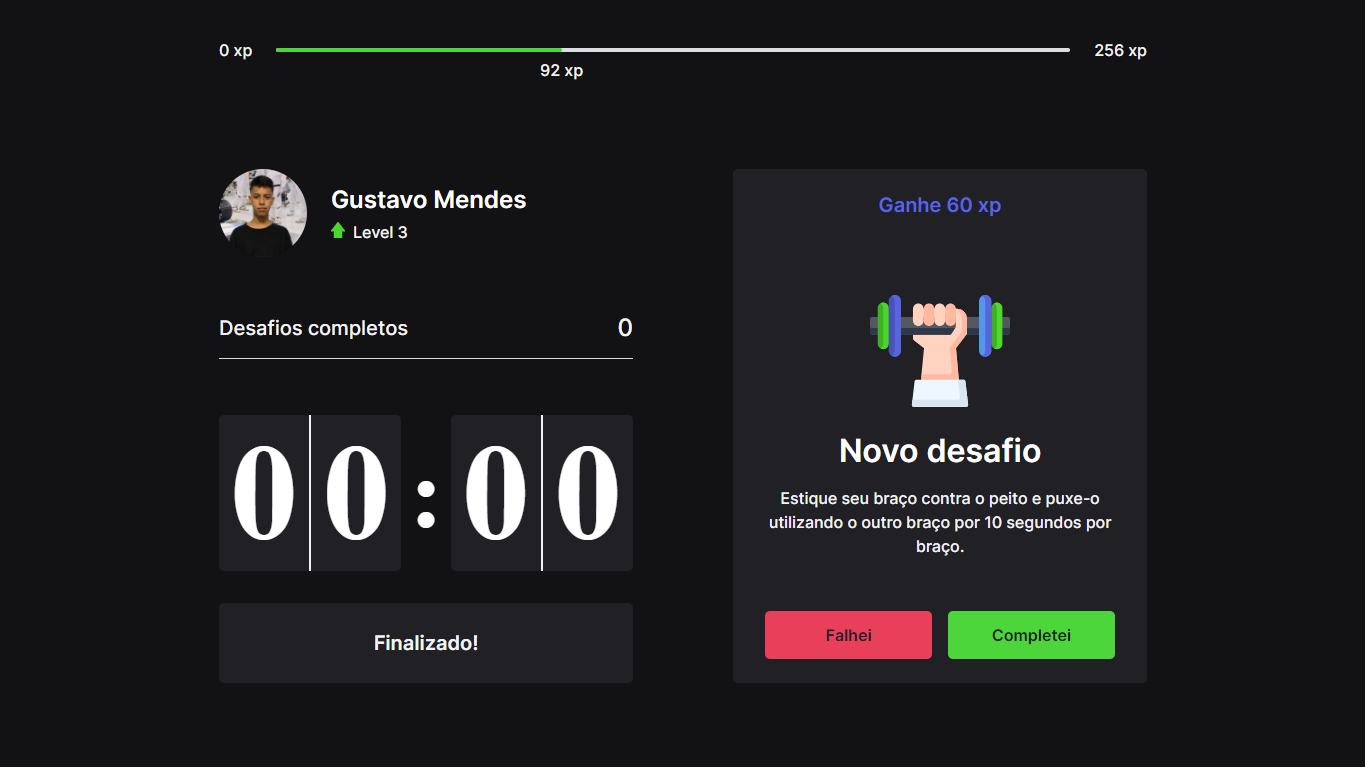 0 xp
256 xp
92 xp
Gustavo Mendes
Level 3
Desafios completos
0
00:00
Finalizado!
Ganhe 60 xp
Novo desafio
Estique seu braço contra o peito e puxe-o
utilizando o outro braço por 10 segundos por
braço.
Falhei
Completei